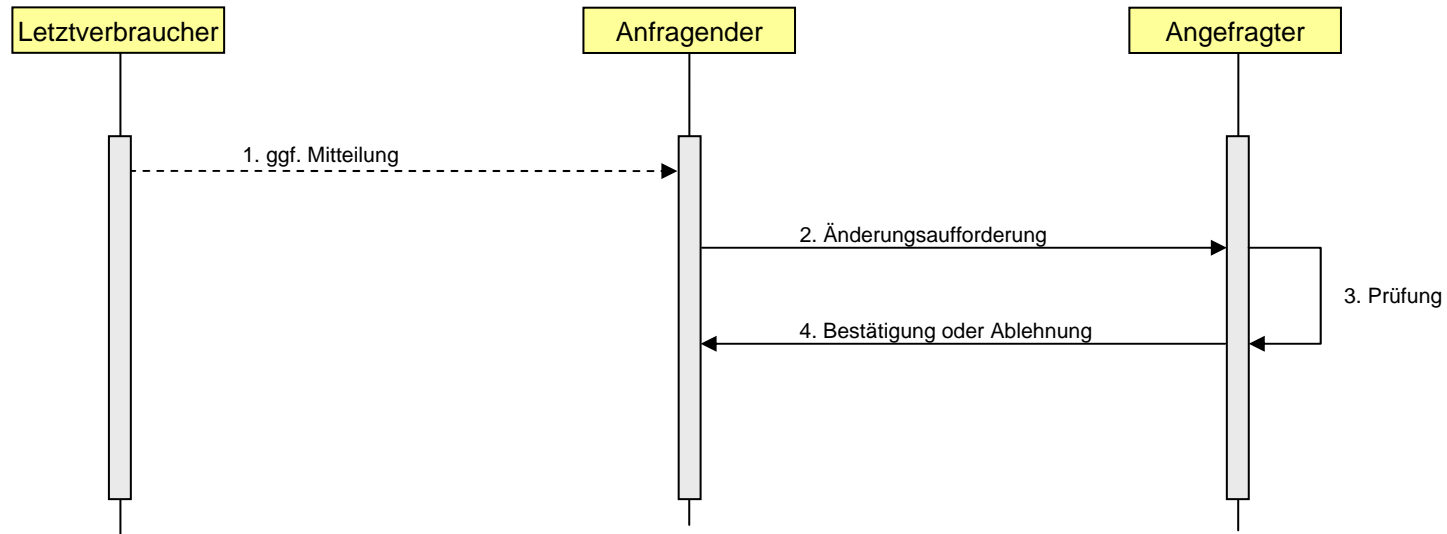 Letztverbraucher
Anfragender
Angefragter
1. ggf. Mitteilung
2. Änderungsaufforderung
3. Prüfung
4. Bestätigung oder Ablehnung